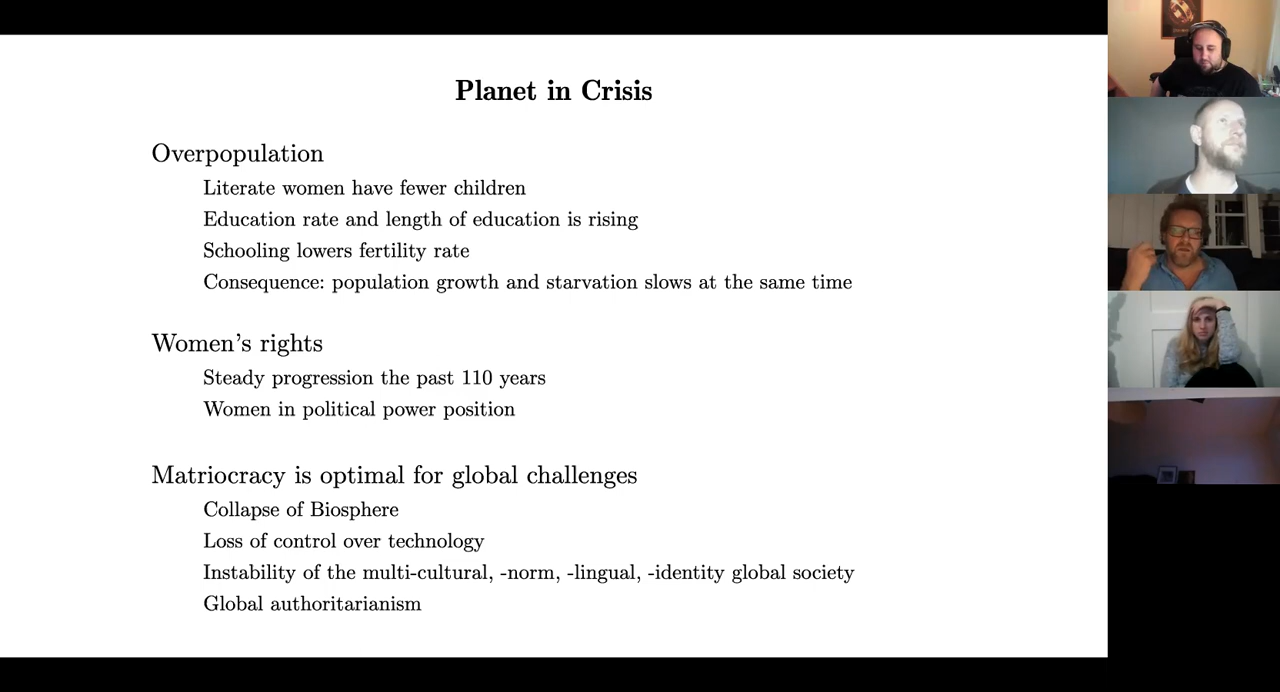 Planet in Crisis
Overpopulation
Literate women have fewer children
Education rate and length of education is rising
Schooling lowers fertility rate
Consequence: population growth and starvation slows at the same time
Women's rights
Steady progression the past 110 years
Women in political power position
Matriocracy is optimal for global challenges
Collapse of Biosphere
Loss of control over technology
Instability of the multi-cultural, -norm, -lingual, -identity global society
Global authoritarianism